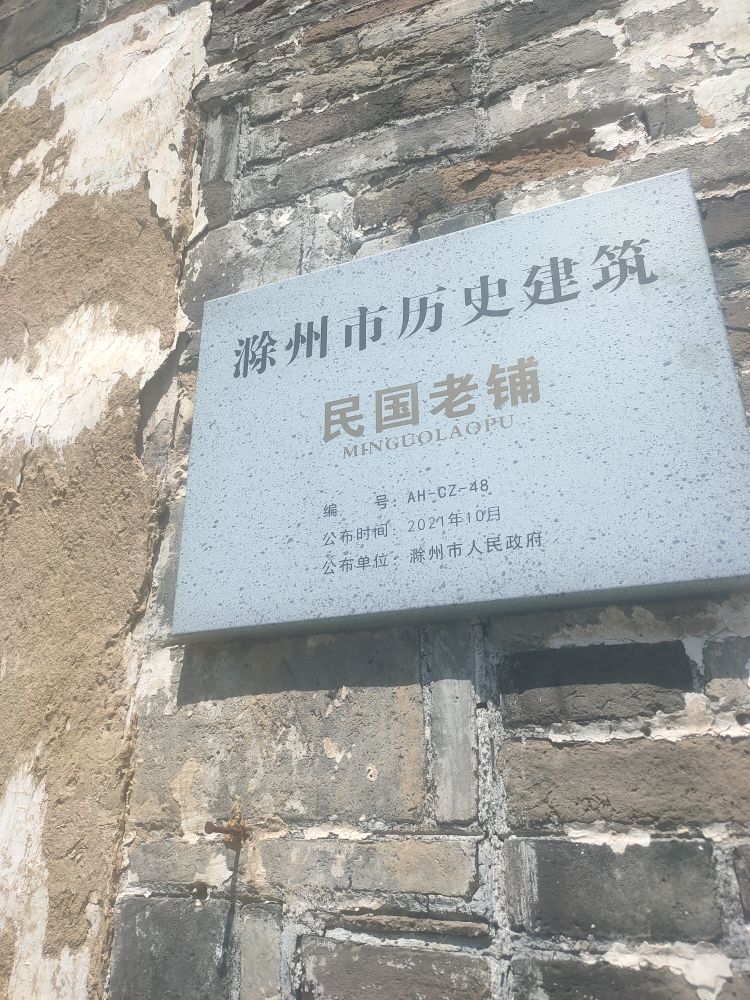 滁州市历史建筑
民国老铺
MINGUOLAOPU
编 号: AH-CZ-48
公布时间: 2021年10月
公布单位: 滁州市人民政府